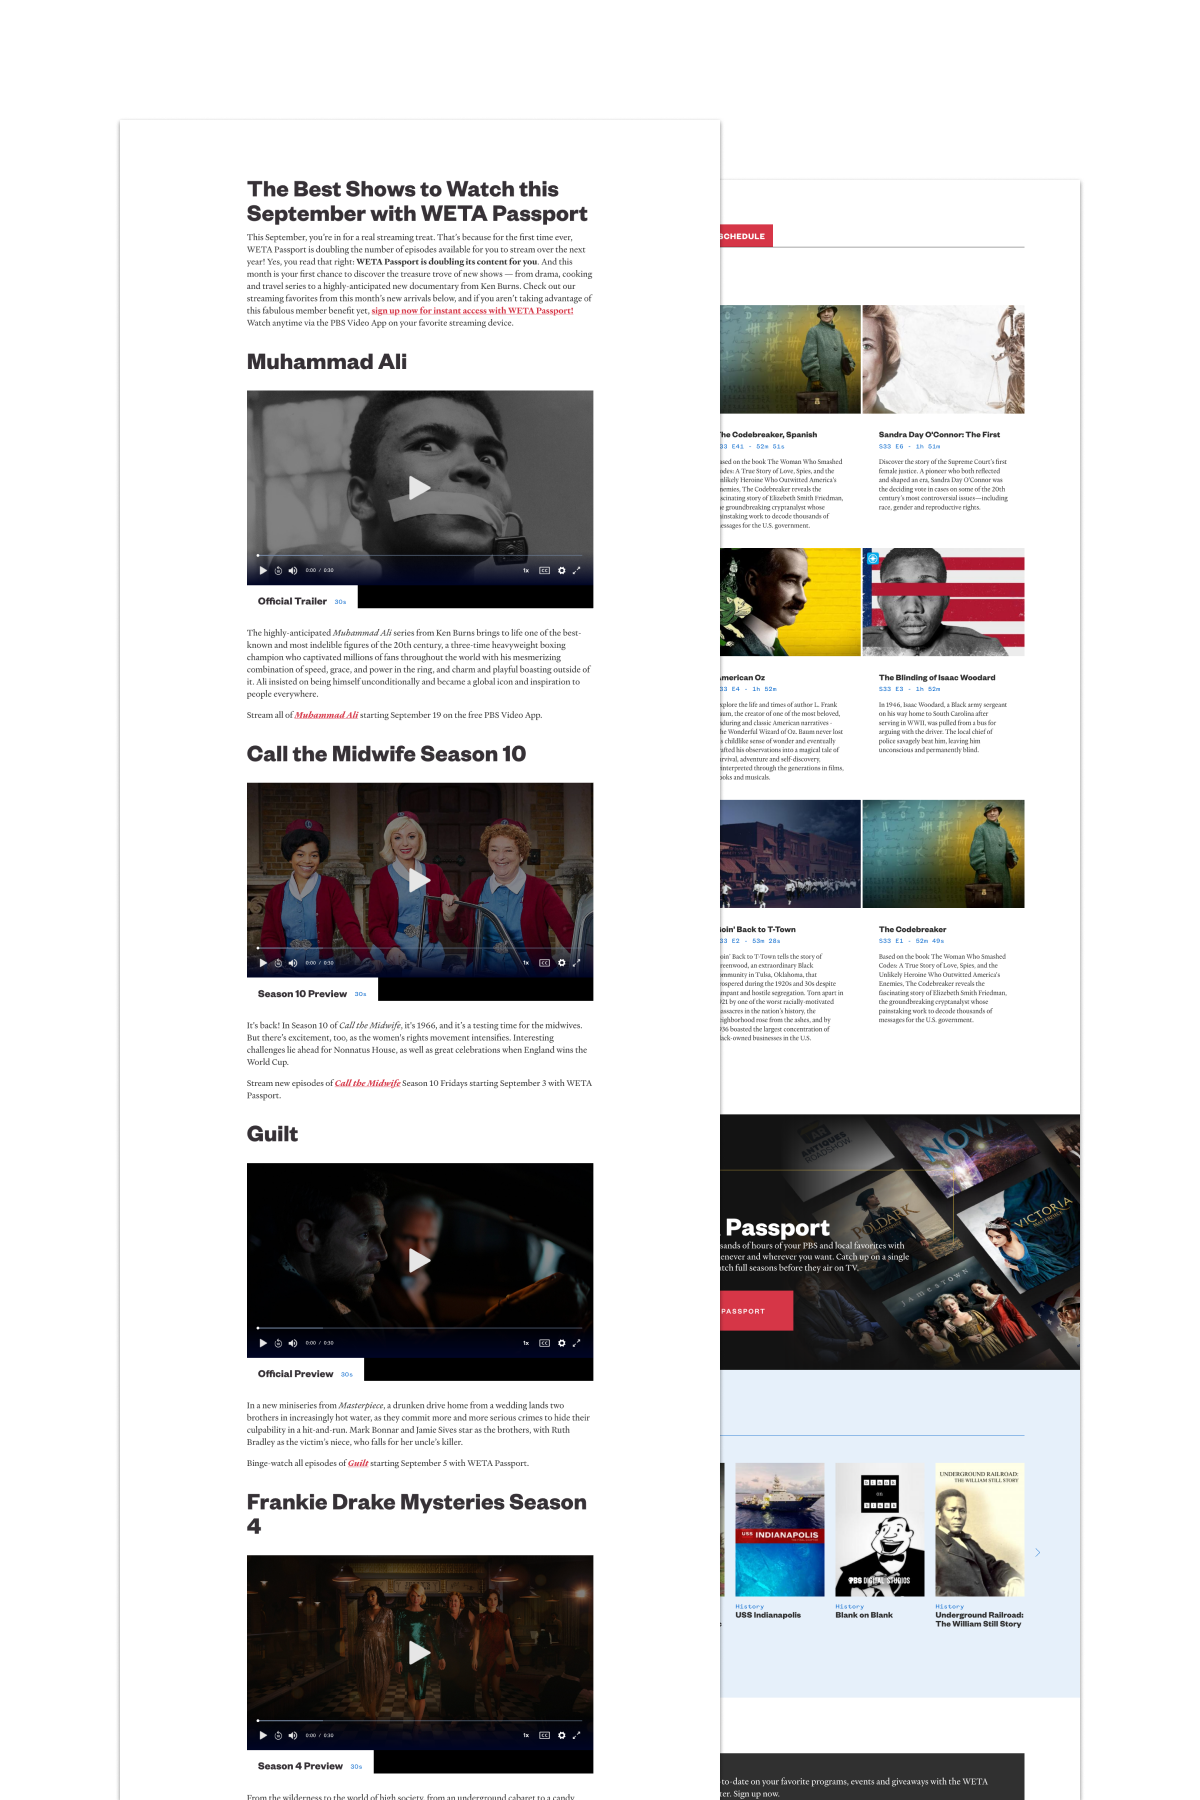 The Best Shows to Watch this
September with WETA Passport
This September, you're in for a real streaming treat. That's because for the first time ever,
WETA Passport is doubling the number of episodes available for you to stream over the next
year! Yes, you read that right: WETA Passport is doubling its content for you. And this
month is your first chance to discover the treasure trove of new shows — from drama, cooking
and travel series to a highly-anticipated new documentary from Ken Burns. Check out our
streaming favorites from this month's new arrivals below, and if you aren't taking advantage of
this fabulous member benefit yet, sign up now for instant access with WETA Passport!
Watch anytime via the PBS Video App on your favorite streaming device.
Muhammad Ali
0:00 / 0:30
1x
CC
Official Trailer 30s
The highly-anticipated Muhammad Ali series from Ken Burns brings to life one of the best-
known and most indelible figures of the 20th century, a three-time heavyweight boxing
champion who captivated millions of fans throughout the world with his mesmerizing
combination of speed, grace, and power in the ring, and charm and playful boasting outside of
it. Ali insisted on being himself unconditionally and became a global icon and inspiration to
people everywhere.
Stream all of Muhammad Ali starting September 19 on the free PBS Video App.
Call the Midwife Season 10
0:00 / 0:30
1x
CC
Season 10 Preview 30s
It's back! In Season 10 of Call the Midwife, it's 1966, and it's a testing time for the midwives.
But there's excitement, too, as the women's rights movement intensifies. Interesting
challenges lie ahead for Nonnatus House, as well as great celebrations when England wins the
World Cup.
Stream new episodes of Call the Midwife Season 10 Fridays starting September 3 with WETA
Passport.
Guilt
0:00 / 0:30
1x
CC
Official Preview 30s
In a new miniseries from Masterpiece, a drunken drive home from a wedding lands two
brothers in increasingly hot water, as they commit more and more serious crimes to hide their
culpability in a hit-and-run. Mark Bonnar and Jamie Sives star as the brothers, with Ruth
Bradley as the victim's niece, who falls for her uncle's killer.
Binge-watch all episodes of Guilt starting September 5 with WETA Passport.
Frankie Drake Mysteries Season
4
0:00 / 0:30
1x
CC
Season 4 Preview 30s
From the wilderness to the world of high society, from an underground cabaret to a candy
SCHEDULE
The Codebreaker, Spanish
S33 E41 - 52m 51s
ased on the book The Woman Who Smashed
odes: A True Story of Love, Spies, and the
nlikely Heroine Who Outwitted America's
nemies, The Codebreaker reveals the
scinating story of Elizebeth Smith Friedman,
e groundbreaking cryptanalyst whose
ainstaking work to decode thousands of
essages for the U.S. government.
Sandra Day O'Connor: The First
S33 E6 - 1h 51m
Discover the story of the Supreme Court's first
female justice. A pioneer who both reflected
and shaped an era, Sandra Day O'Connor was
the deciding vote in cases on some of the 20th
century's most controversial issues—including
race, gender and reproductive rights.
American Oz
33 E4 - 1h 52m
xplore the life and times of author L. Frank
aum, the creator of one of the most beloved,
nduring and classic American narratives -
he Wonderful Wizard of Oz. Baum never lost
s childlike sense of wonder and eventually
afted his observations into a magical tale of
urvival, adventure and self-discovery,
einterpreted through the generations in films,
ooks and musicals.
The Blinding of Isaac Woodard
S33 E3 - 1h 52m
In 1946, Isaac Woodard, a Black army sergeant
on his way home to South Carolina after
serving in WWII, was pulled from a bus for
arguing with the driver. The local chief of
police savagely beat him, leaving him
unconscious and permanently blind.
Goin' Back to T-Town
33 E2 - 53m 28s
oin' Back to T-Town tells the story of
reenwood, an extraordinary Black
ommunity in Tulsa, Oklahoma, that
rospered during the 1920s and 30s despite
mpant and hostile segregation. Torn apart in
921 by one of the worst racially-motivated
assacres in the nation's history, the
eighborhood rose from the ashes, and by
936 boasted the largest concentration of
lack-owned businesses in the U.S.
The Codebreaker
S33 E1 - 52m 49s
Based on the book The Woman Who Smashed
Codes: A True Story of Love, Spies, and the
Unlikely Heroine Who Outwitted America's
Enemies, The Codebreaker reveals the
fascinating story of Elizebeth Smith Friedman,
the groundbreaking cryptanalyst whose
painstaking work to decode thousands of
messages for the U.S. government.
ANTIQUES
ROADSHOW
NOVA
POLDARK
VICTORIA
MASTERPIECE
JAMESTOWN
Passport
sands of hours of your PBS and local favorites with
enever and wherever you want. Catch up on a single
atch full seasons before they air on TV.
PASSPORT
USS INDIANAPOLIS
BLANK
ON
BLANK
PBS DIGITAL STUDIOS
UNDERGROUND RAILROAD:
THE WILLIAM STILL STORY
History
USS Indianapolis
History
Blank on Blank
History
Underground Railroad:
The William Still Story
to-date on your favorite programs, events and giveaways with the WETA
ter. Sign up now.